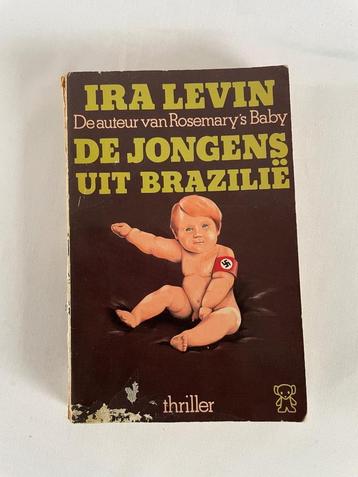 IRA LEVIN
De auteur van Rosemary's Baby
DE JONGENS
UIT BRAZILIË
thriller